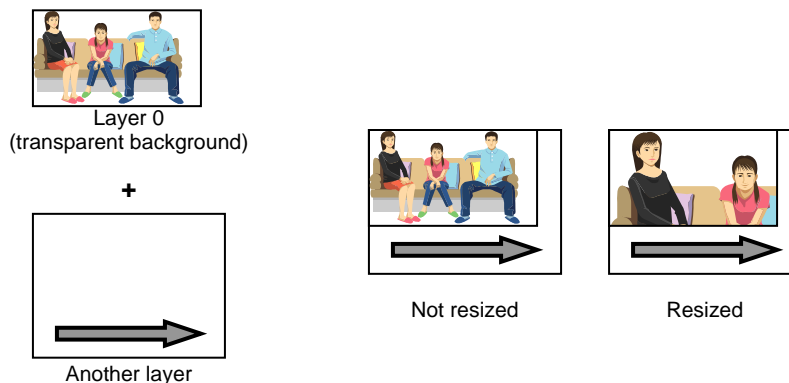 Layer 0
(transparent background)
+
Another layer
Not resized
Resized